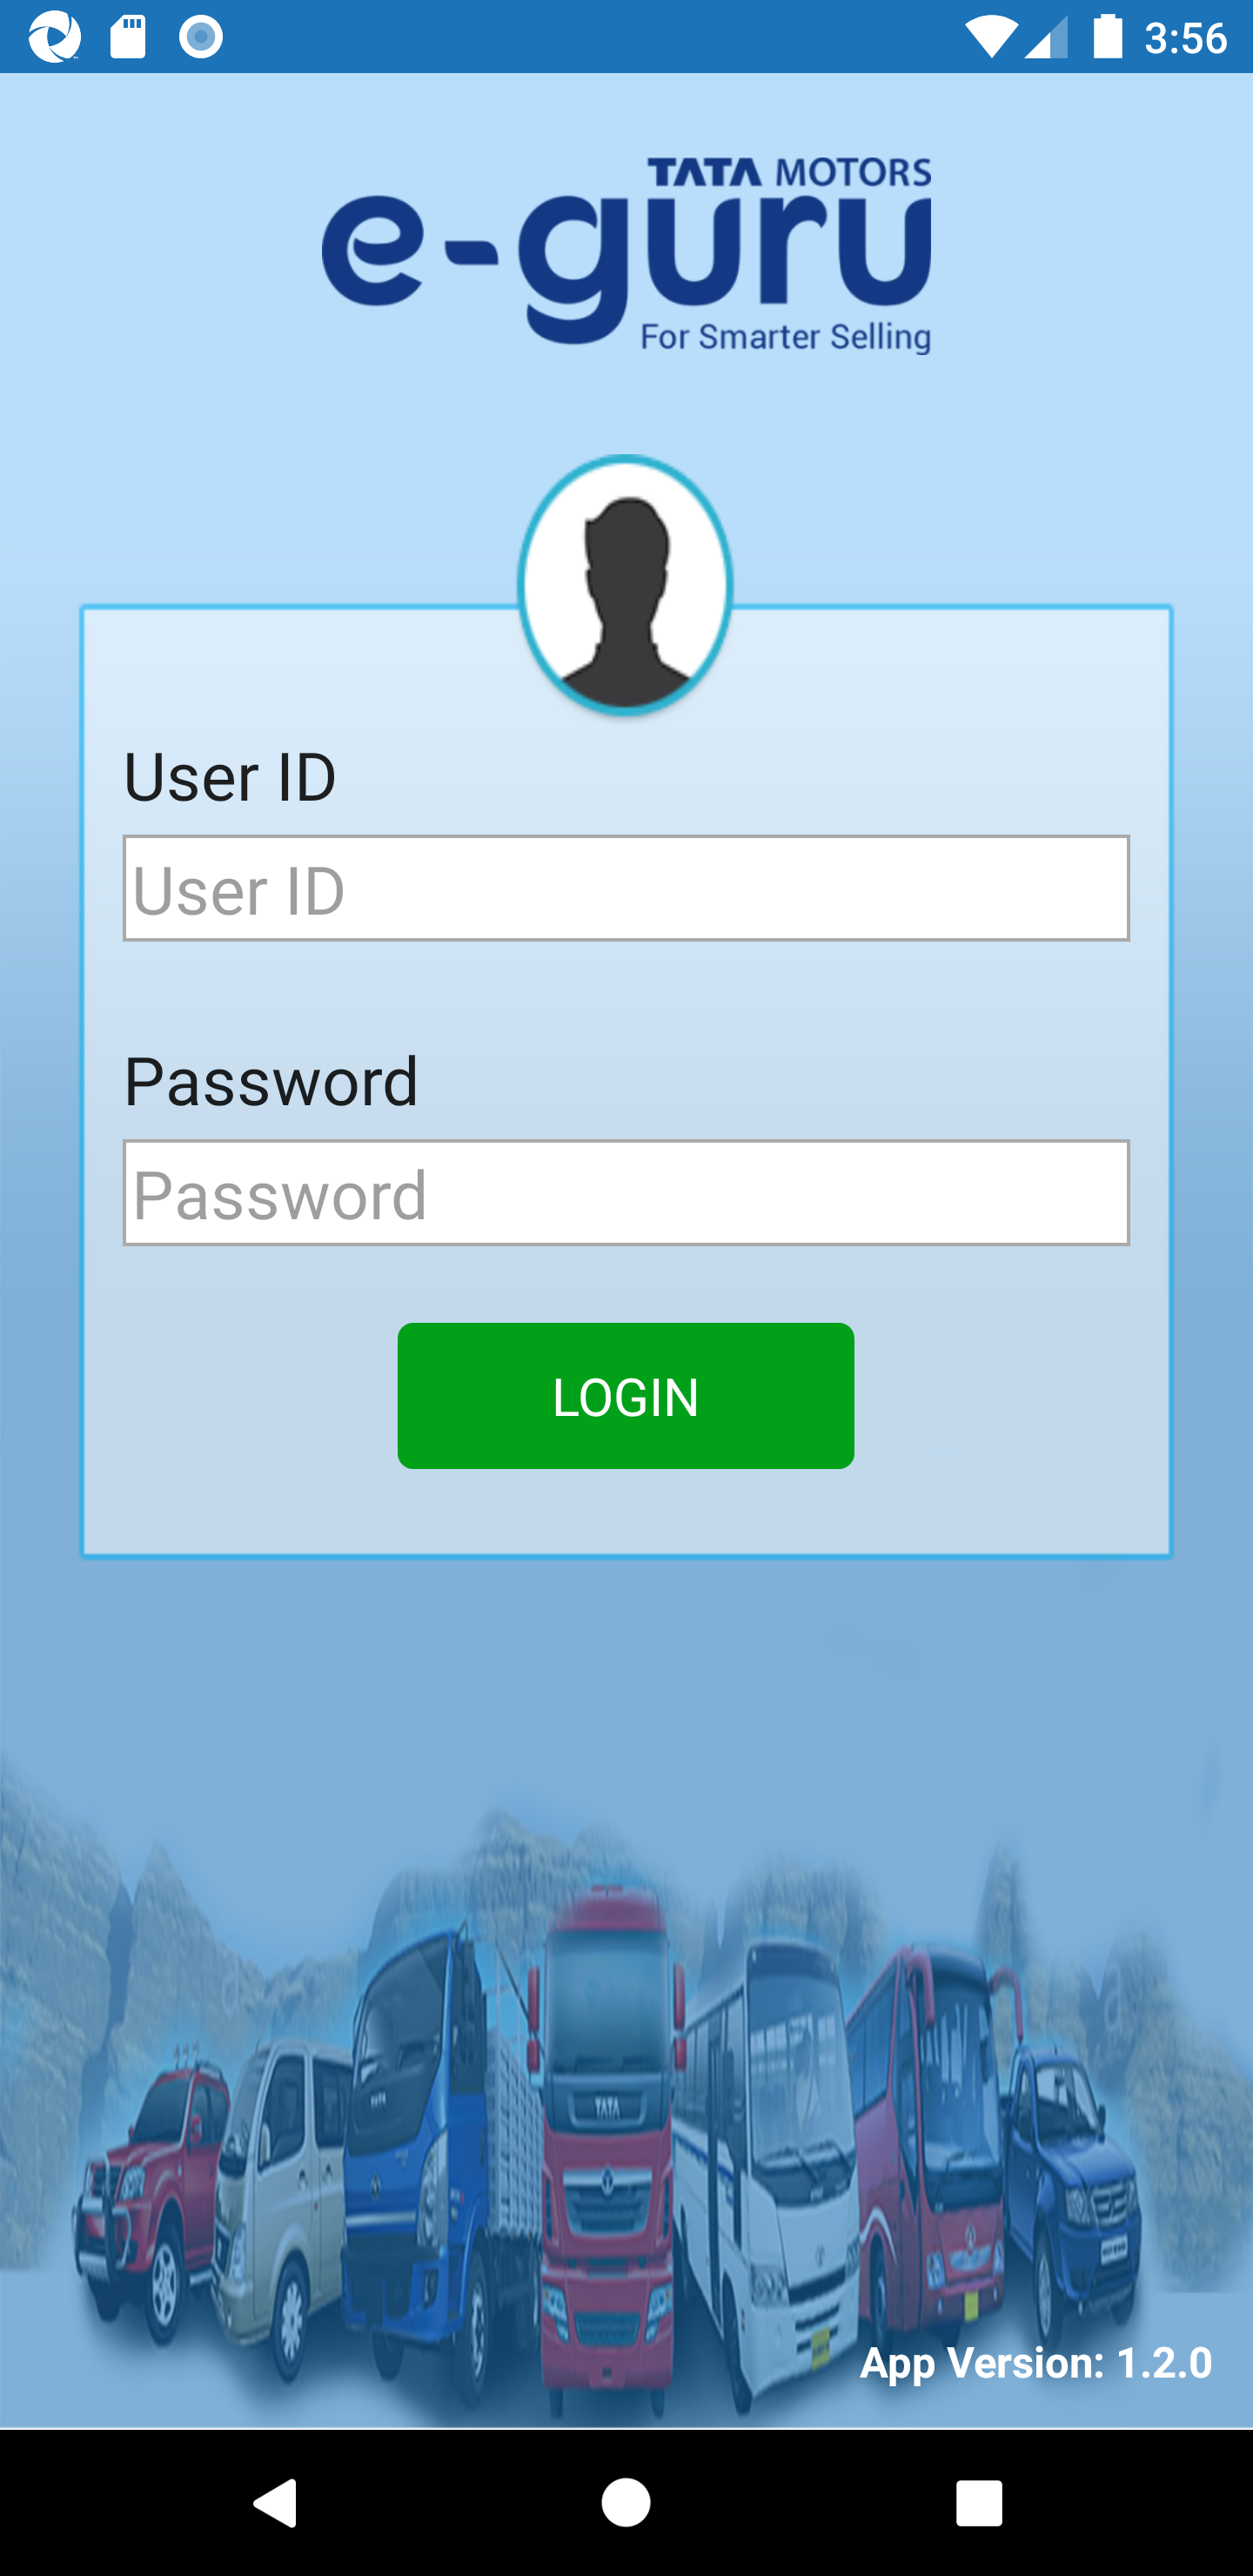 3:56
TATA MOTORS
e-guru
For Smarter Selling
User ID
User ID
Password
Password
LOGIN
TATA
App Version: 1.2.0